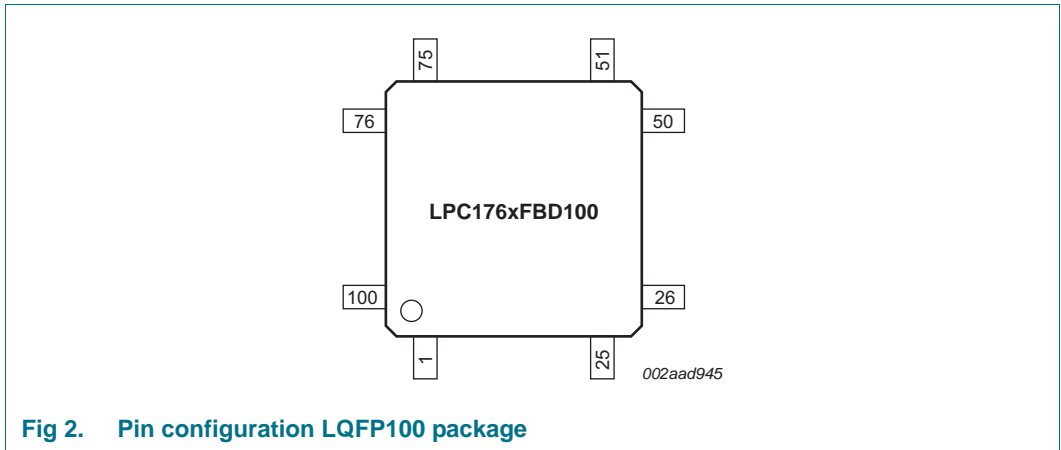 75 51
76 50
LPC176xFBD100
100 26
1 25
002aad945
Fig 2. Pin configuration LQFP100 package